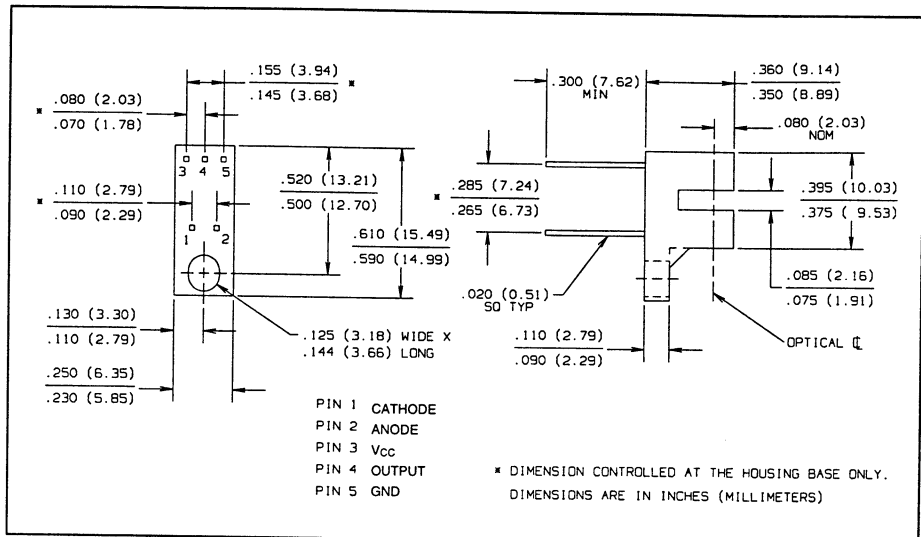 .155 (3.94)
.145 (3.68)
*
* .080 (2.03)
.070 (1.78)
3 4 5
* .110 (2.79)
.090 (2.29)
1 2
.520 (13.21)
.500 (12.70)
.610 (15.49)
.590 (14.99)
.130 (3.30)
.110 (2.79)
.250 (6.35)
.230 (5.85)
.125 (3.18) WIDE X
.144 (3.66) LONG
PIN 1 CATHODE
PIN 2 ANODE
PIN 3 VCC
PIN 4 OUTPUT
PIN 5 GND
.300 (7.62)
MIN
.360 (9.14)
.350 (8.89)
.080 (2.03)
NOM
* .285 (7.24)
.265 (6.73)
.395 (10.03)
.375 ( 9.53)
.020 (0.51)
SQ TYP
.085 (2.16)
.075 (1.91)
.110 (2.79)
.090 (2.29)
OPTICAL ℄
* DIMENSION CONTROLLED AT THE HOUSING BASE ONLY.
DIMENSIONS ARE IN INCHES (MILLIMETERS)